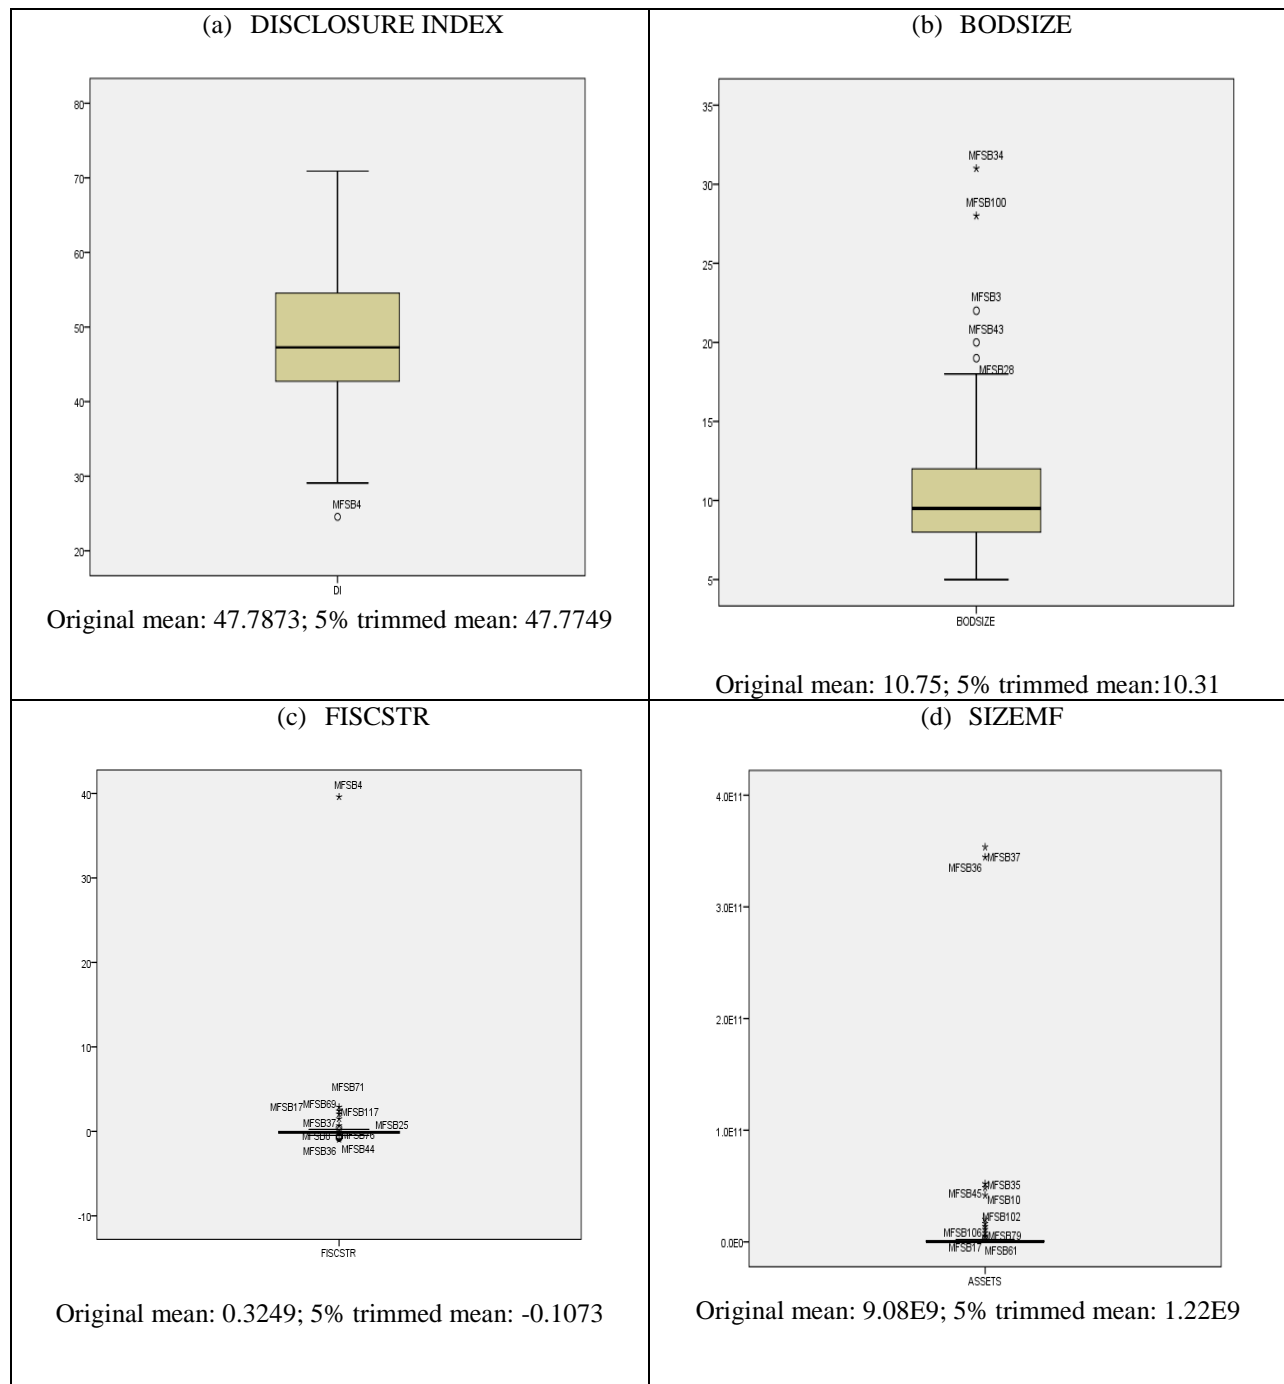 (a) DISCLOSURE INDEX
80
70
60
50
40
30
20
MFSB4
DI
Original mean: 47.7873; 5% trimmed mean: 47.7749
(b) BODSIZE
35
30
25
20
15
10
5
MFSB34
MFSB100
MFSB3
MFSB43
MFSB28
BODSIZE
Original mean: 10.75; 5% trimmed mean:10.31
(c) FISCSTR
40
30
20
10
0
-10
MFSB4
MFSB71
MFSB17
MFSB69
MFSB117
MFSB37
MFSB25
MFSB76
MFSB36
MFSB44
FISCSTR
Original mean: 0.3249; 5% trimmed mean: -0.1073
(d) SIZEMF
4.0E11
3.0E11
2.0E11
1.0E11
0.0E0
MFSB37
MFSB36
MFSB35
MFSB45
MFSB10
MFSB102
MFSB106
MFSB79
MFSB17
MFSB61
ASSETS
Original mean: 9.08E9; 5% trimmed mean: 1.22E9